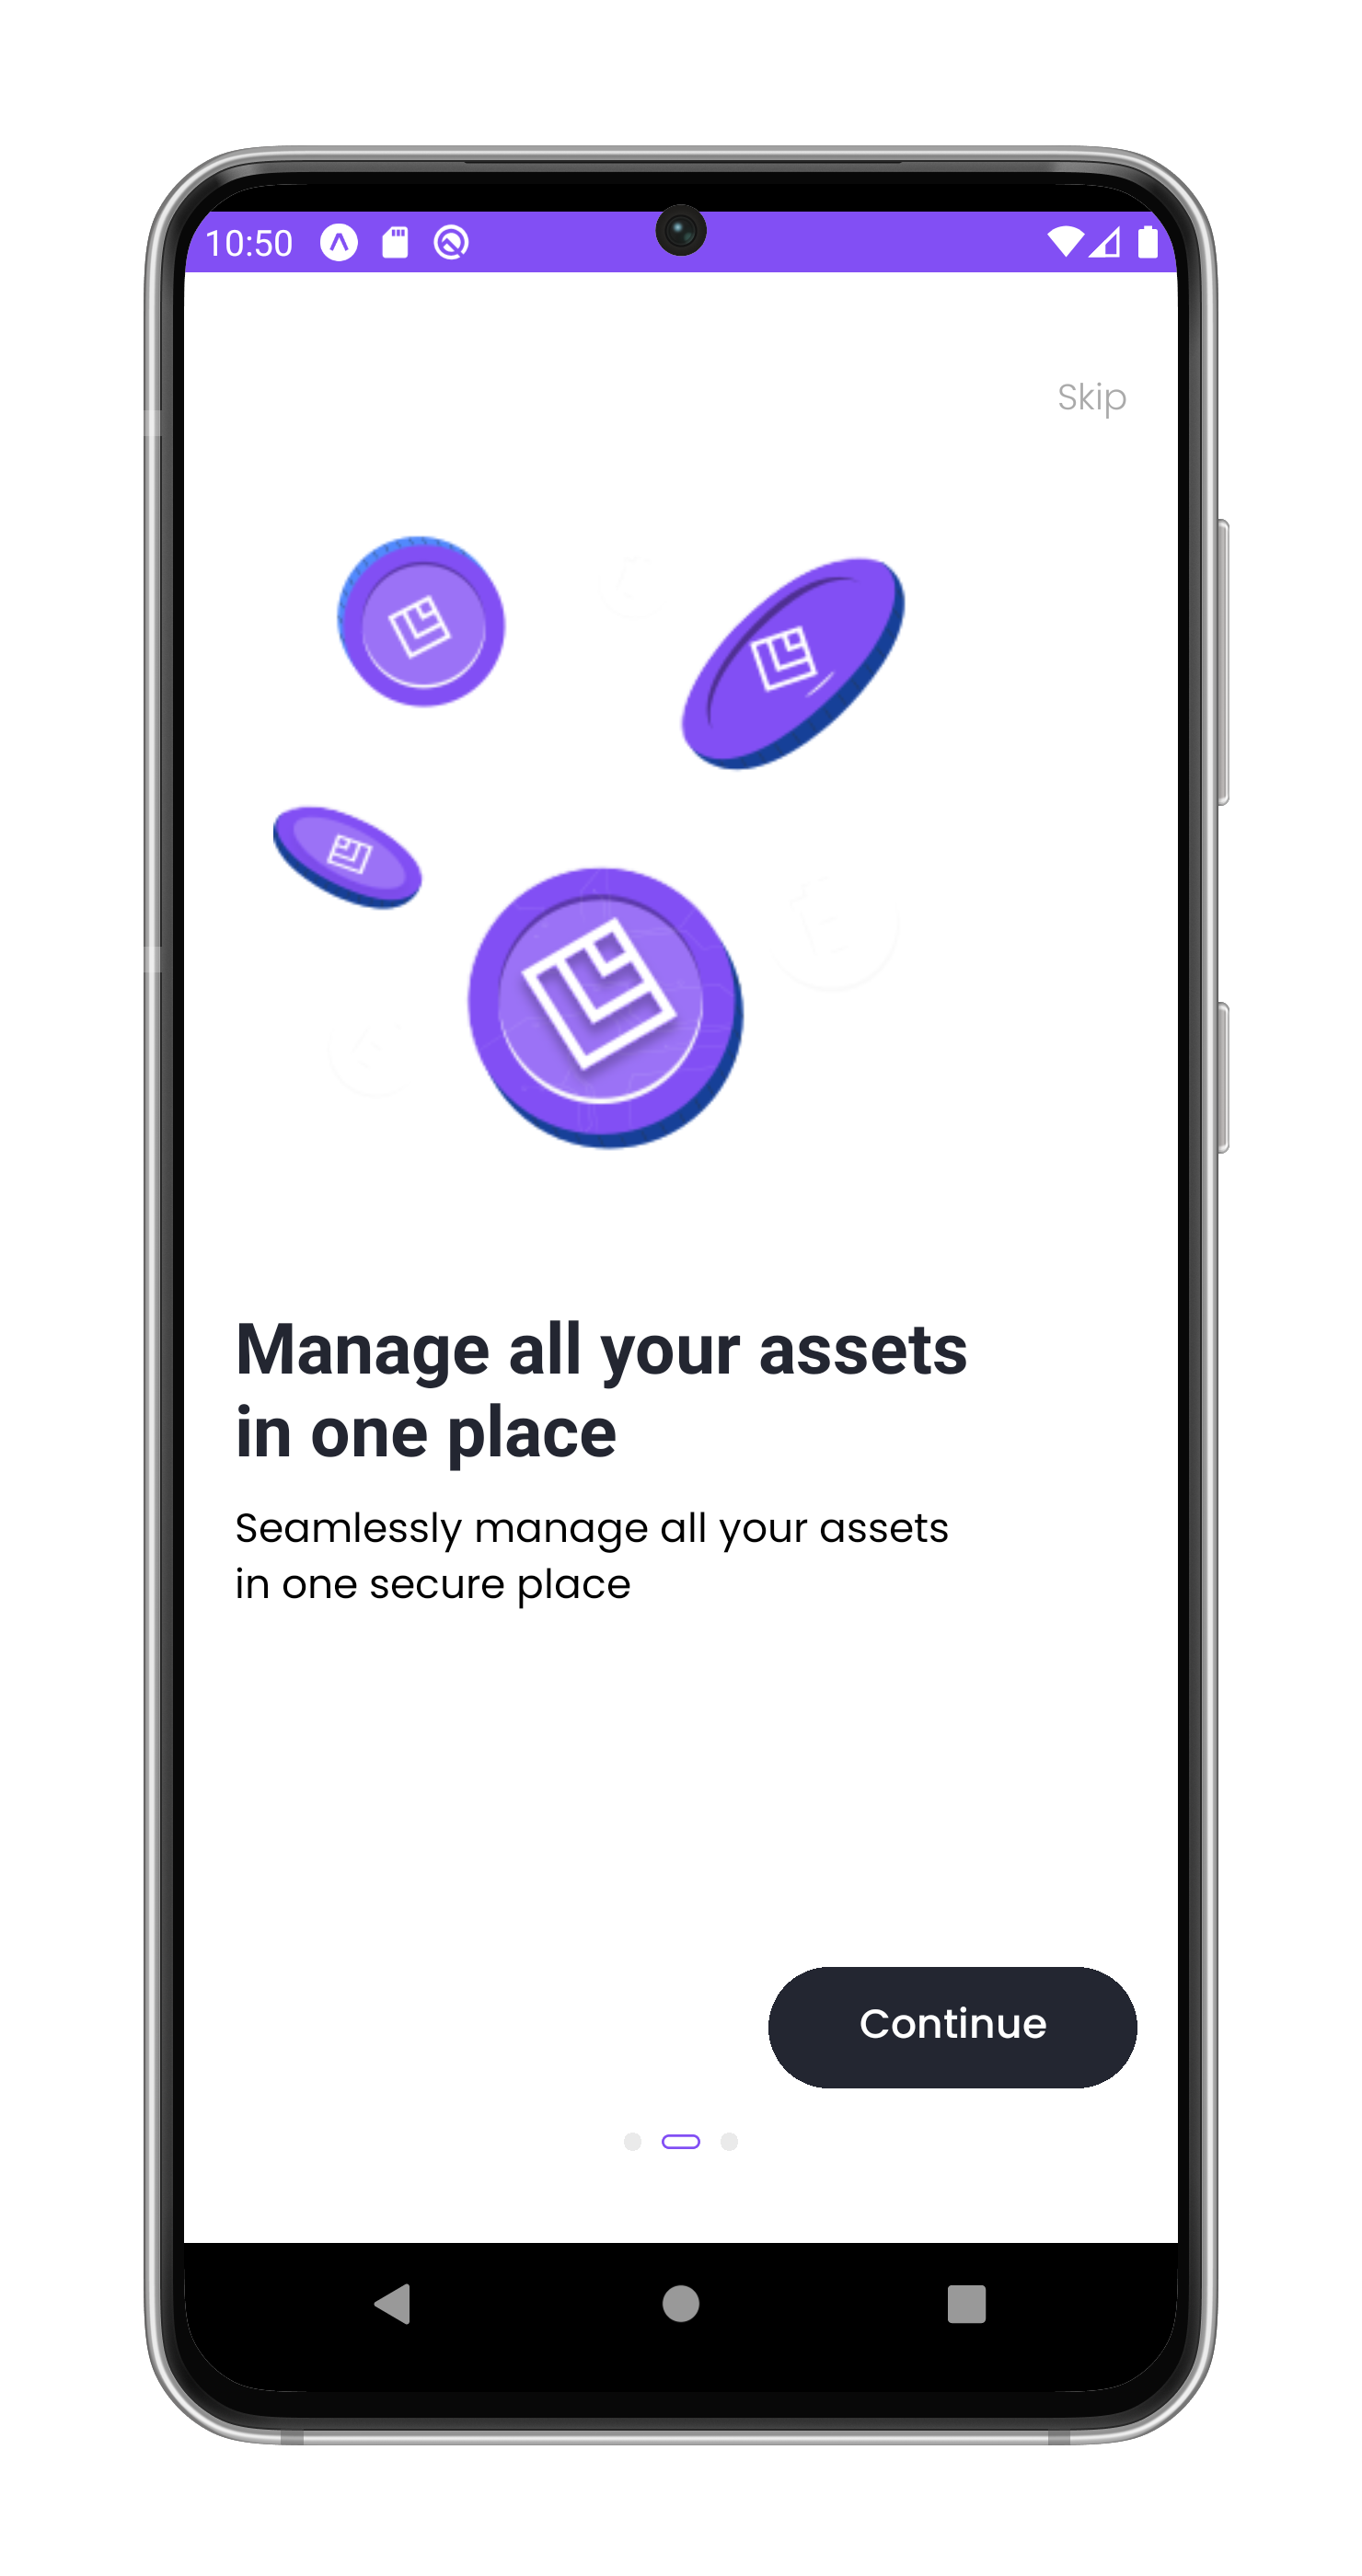 10:50
Skip
Manage all your assets
in one place
Seamlessly manage all your assets
in one secure place
Continue